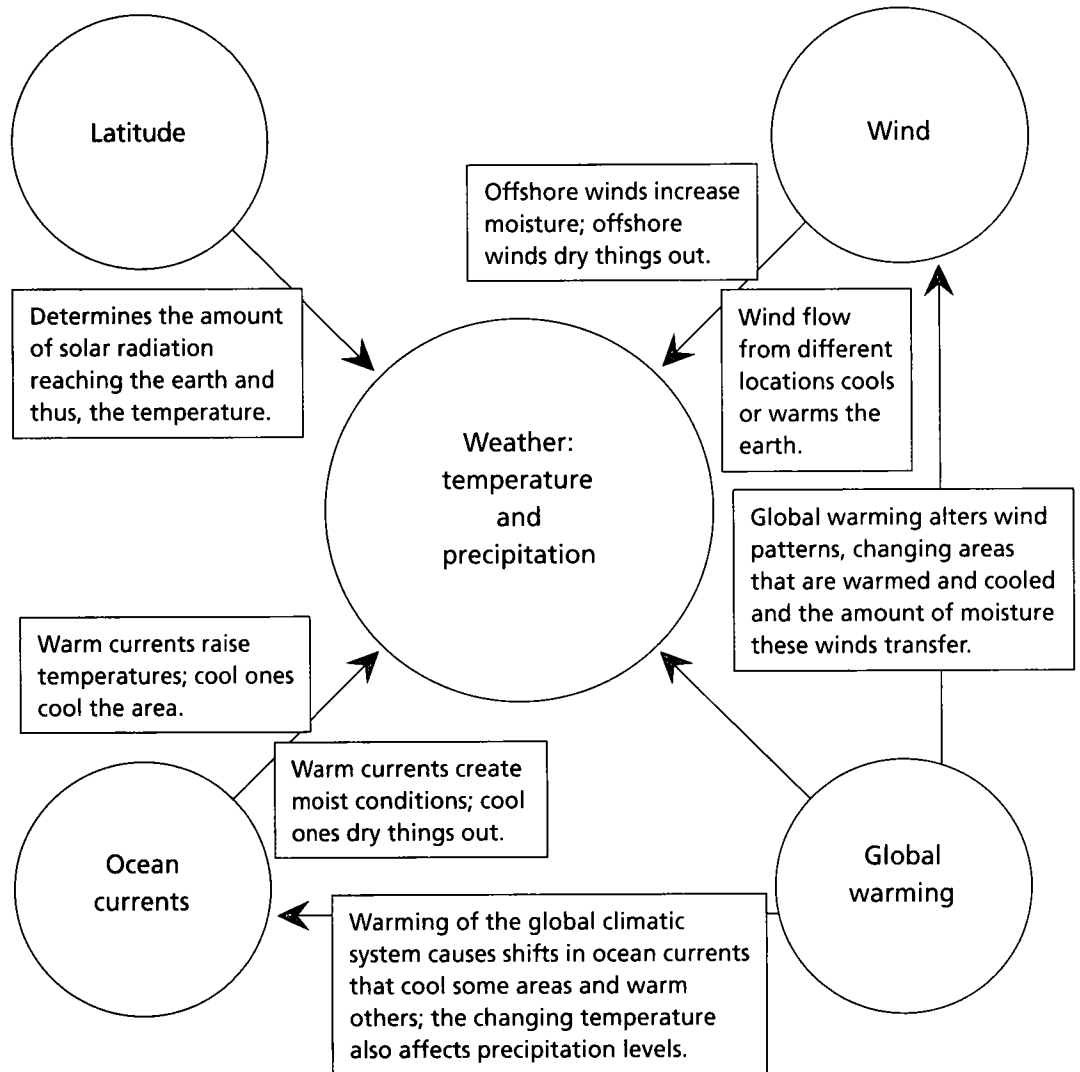 Latitude
Wind
Offshore winds increase
moisture; offshore
winds dry things out.
Determines the amount
of solar radiation
reaching the earth and
thus, the temperature.
Wind flow
from different
locations cools
or warms the
earth.
Weather:
temperature
and
precipitation
Global warming alters wind
patterns, changing areas
that are warmed and cooled
and the amount of moisture
these winds transfer.
Warm currents raise
temperatures; cool ones
cool the area.
Warm currents create
moist conditions; cool
ones dry things out.
Ocean
currents
Global
warming
Warming of the global climatic
system causes shifts in ocean currents
that cool some areas and warm
others; the changing temperature
also affects precipitation levels.